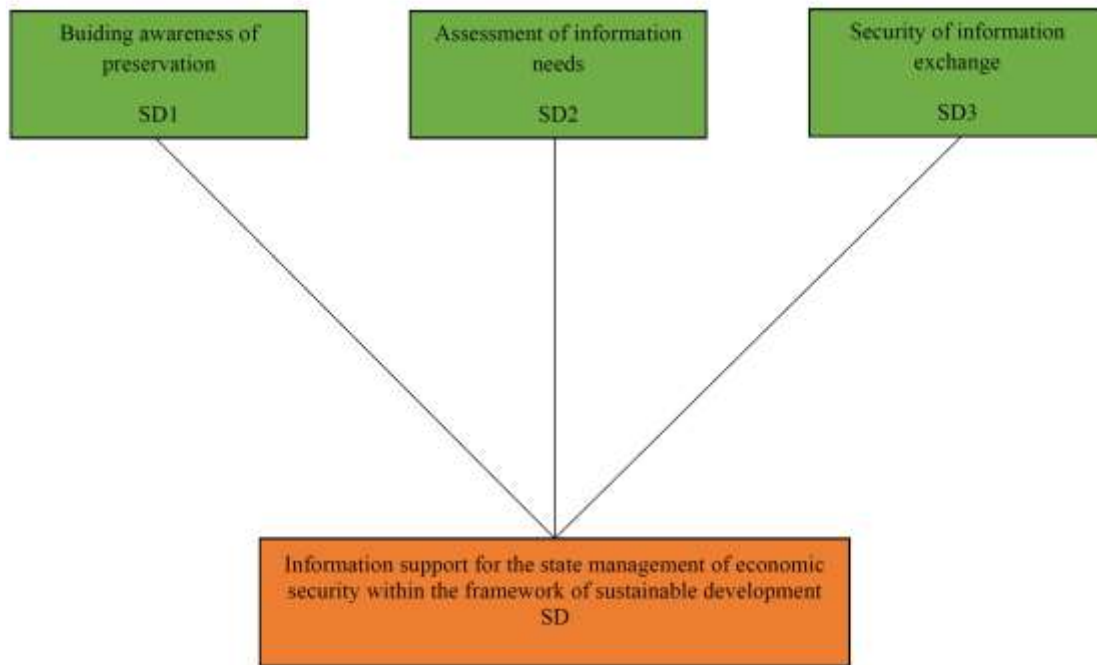 Buiding awareness of
preservation
SD1
Assessment of information
needs
SD2
Security of information
exchange
SD3
Information support for the state management of economic
security within the framework of sustainable development
SD